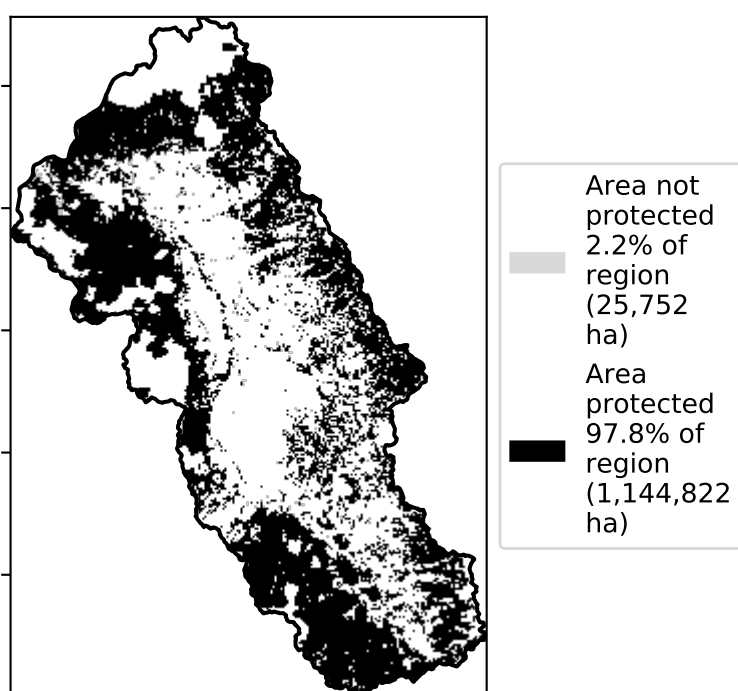 Area not
protected
2.2% of
region
(25,752
ha)
Area
protected
97.8% of
region
(1,144,822
ha)